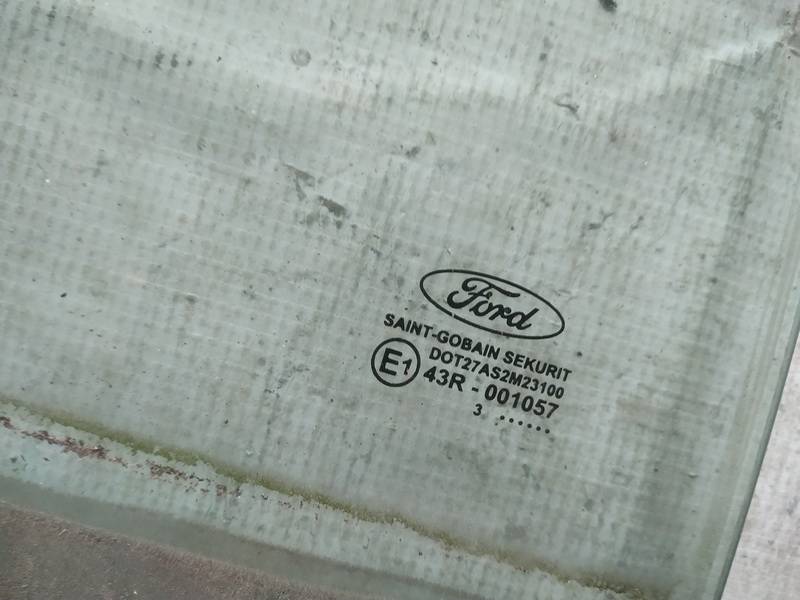 Ford
SAINT-GOBAIN SEKURIT
DOT27AS2M23100
E1 43R - 001057
3 ......